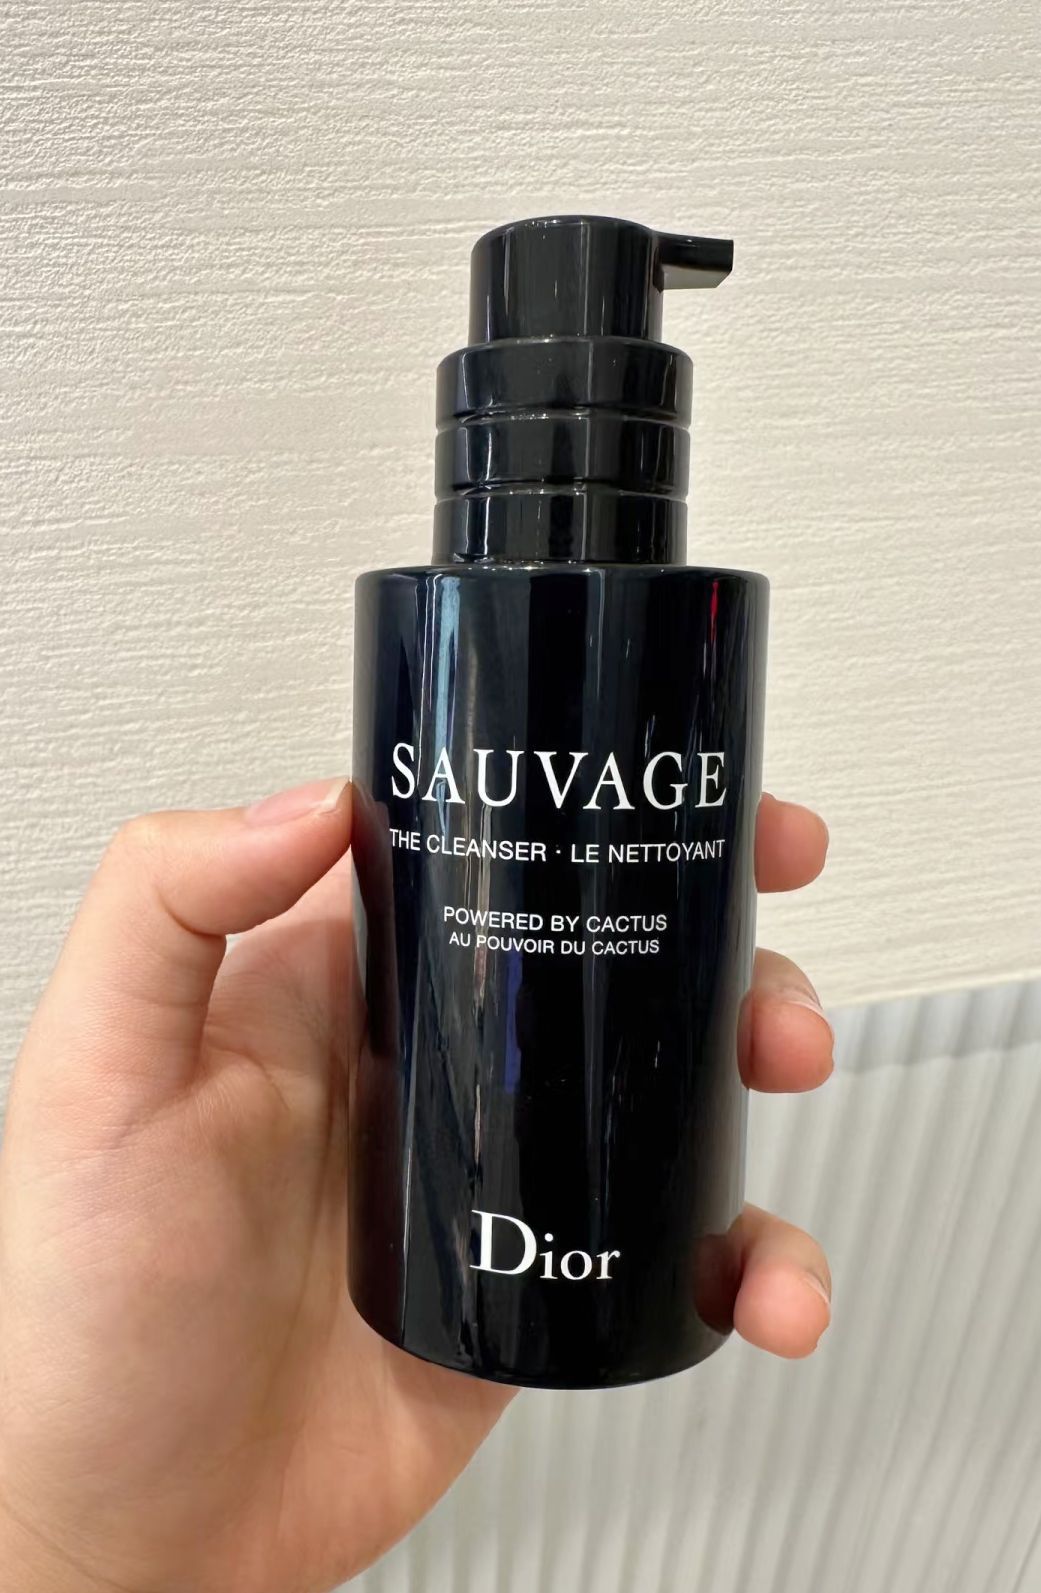 SAUVAGE
THE CLEANSER · LE NETTOYANT
POWERED BY CACTUS
AU POUVOIR DU CACTUS
Dior